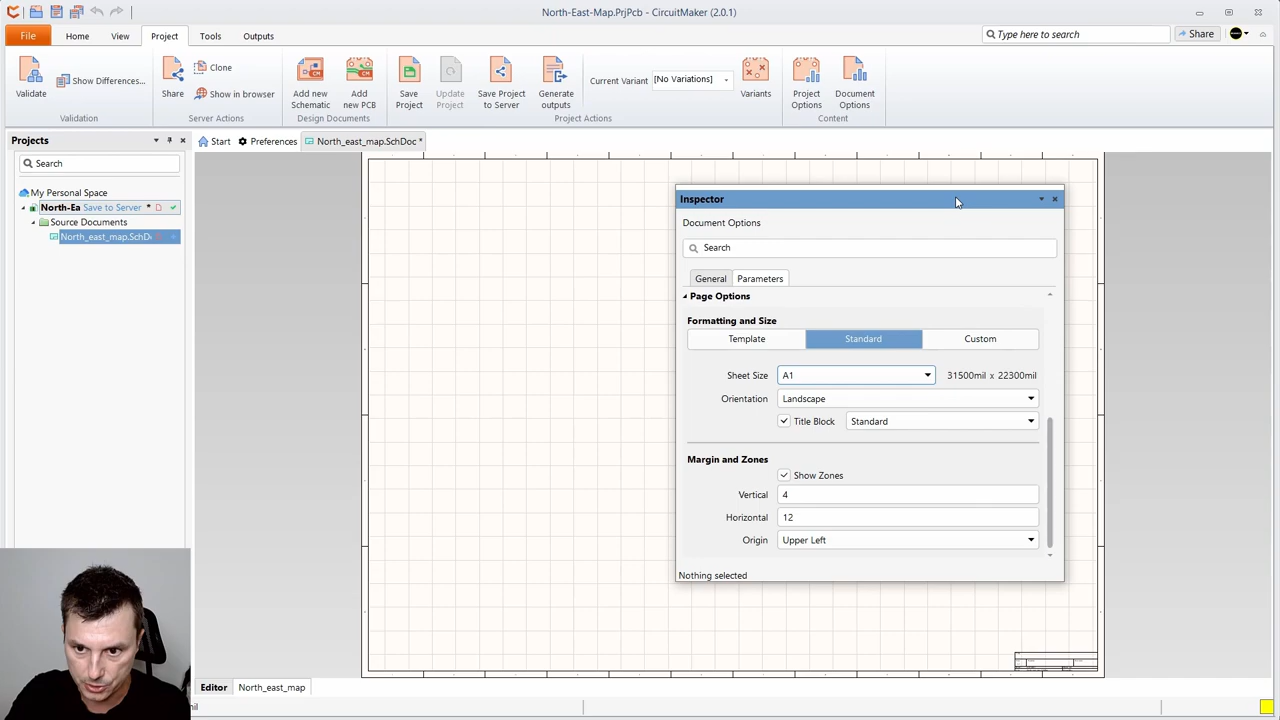 North-East-Map.PrjPcb - CircuitMaker (2.0.1)
File
Home
View
Project
Tools
Outputs
Type here to search
Share
Validate
Show Differences...
Share
Clone
Show in browser
Add new Schematic
Add new PCB
Save Project
Update Project
Save Project to Server
Generate outputs
Current Variant
[No Variations]
Variants
Project Options
Document Options
Validation
Server Actions
Design Documents
Project Actions
Content
Projects
Start
Preferences
North_east_map.SchDoc *
Search
My Personal Space
North-Ea Save to Server *
Source Documents
North_east_map.SchD
Inspector
Document Options
Search
General
Parameters
Page Options
Formatting and Size
Template
Standard
Custom
Sheet Size
A1
31500mil x 22300mil
Orientation
Landscape
Title Block
Standard
Margin and Zones
Show Zones
Vertical
4
Horizontal
12
Origin
Upper Left
Nothing selected
Editor
North_east_map
mil